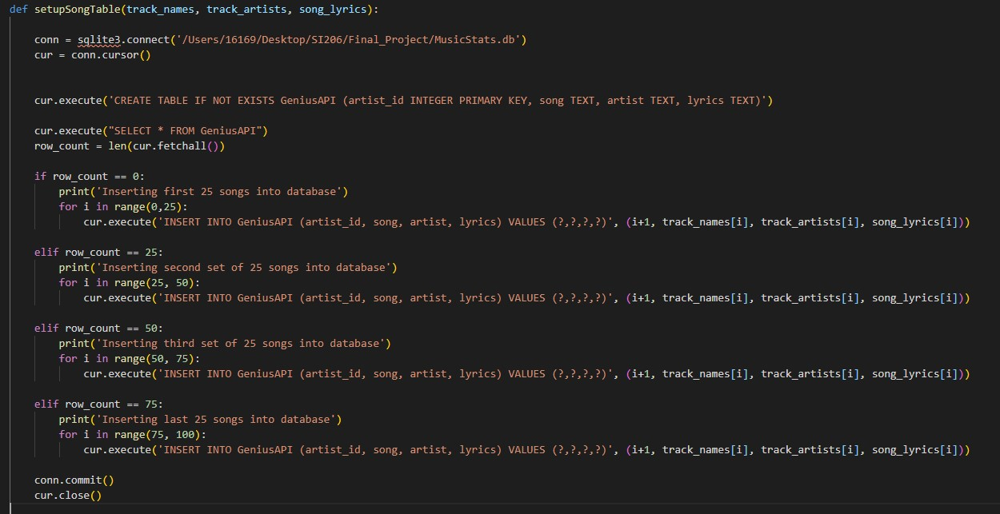 def setupSongTable(track_names, track_artists, song_lyrics):
conn = sqlite3.connect('/Users/16169/Desktop/SI206/Final_Project/MusicStats.db')
cur = conn.cursor()
cur.execute('CREATE TABLE IF NOT EXISTS GeniusAPI (artist_id INTEGER PRIMARY KEY, song TEXT, artist TEXT, lyrics TEXT)')
cur.execute("SELECT * FROM GeniusAPI")
row_count = len(cur.fetchall())
if row_count == 0:
print('Inserting first 25 songs into database')
for i in range(0,25):
cur.execute('INSERT INTO GeniusAPI (artist_id, song, artist, lyrics) VALUES (?,?,?,?)', (i+1, track_names[i], track_artists[i], song_lyrics[i]))
elif row_count == 25:
print('Inserting second set of 25 songs into database')
for i in range(25, 50):
cur.execute('INSERT INTO GeniusAPI (artist_id, song, artist, lyrics) VALUES (?,?,?,?)', (i+1, track_names[i], track_artists[i], song_lyrics[i]))
elif row_count == 50:
print('Inserting third set of 25 songs into database')
for i in range(50, 75):
cur.execute('INSERT INTO GeniusAPI (artist_id, song, artist, lyrics) VALUES (?,?,?,?)', (i+1, track_names[i], track_artists[i], song_lyrics[i]))
elif row_count == 75:
print('Inserting last 25 songs into database')
for i in range(75, 100):
cur.execute('INSERT INTO GeniusAPI (artist_id, song, artist, lyrics) VALUES (?,?,?,?)', (i+1, track_names[i], track_artists[i], song_lyrics[i]))
conn.commit()
cur.close()